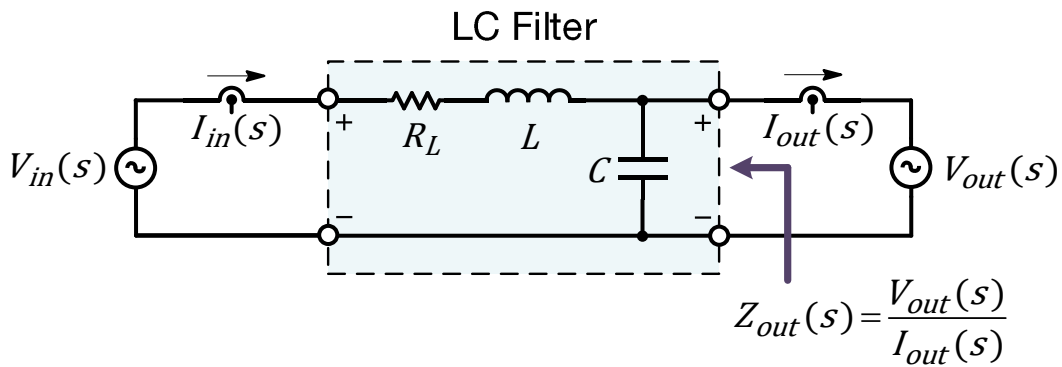 LC Filter
I_in(s)
+
R_L
L
+
I_out(s)
V_in(s)
C
V_out(s)
−
−
Z_out(s) = V_out(s) / I_out(s)